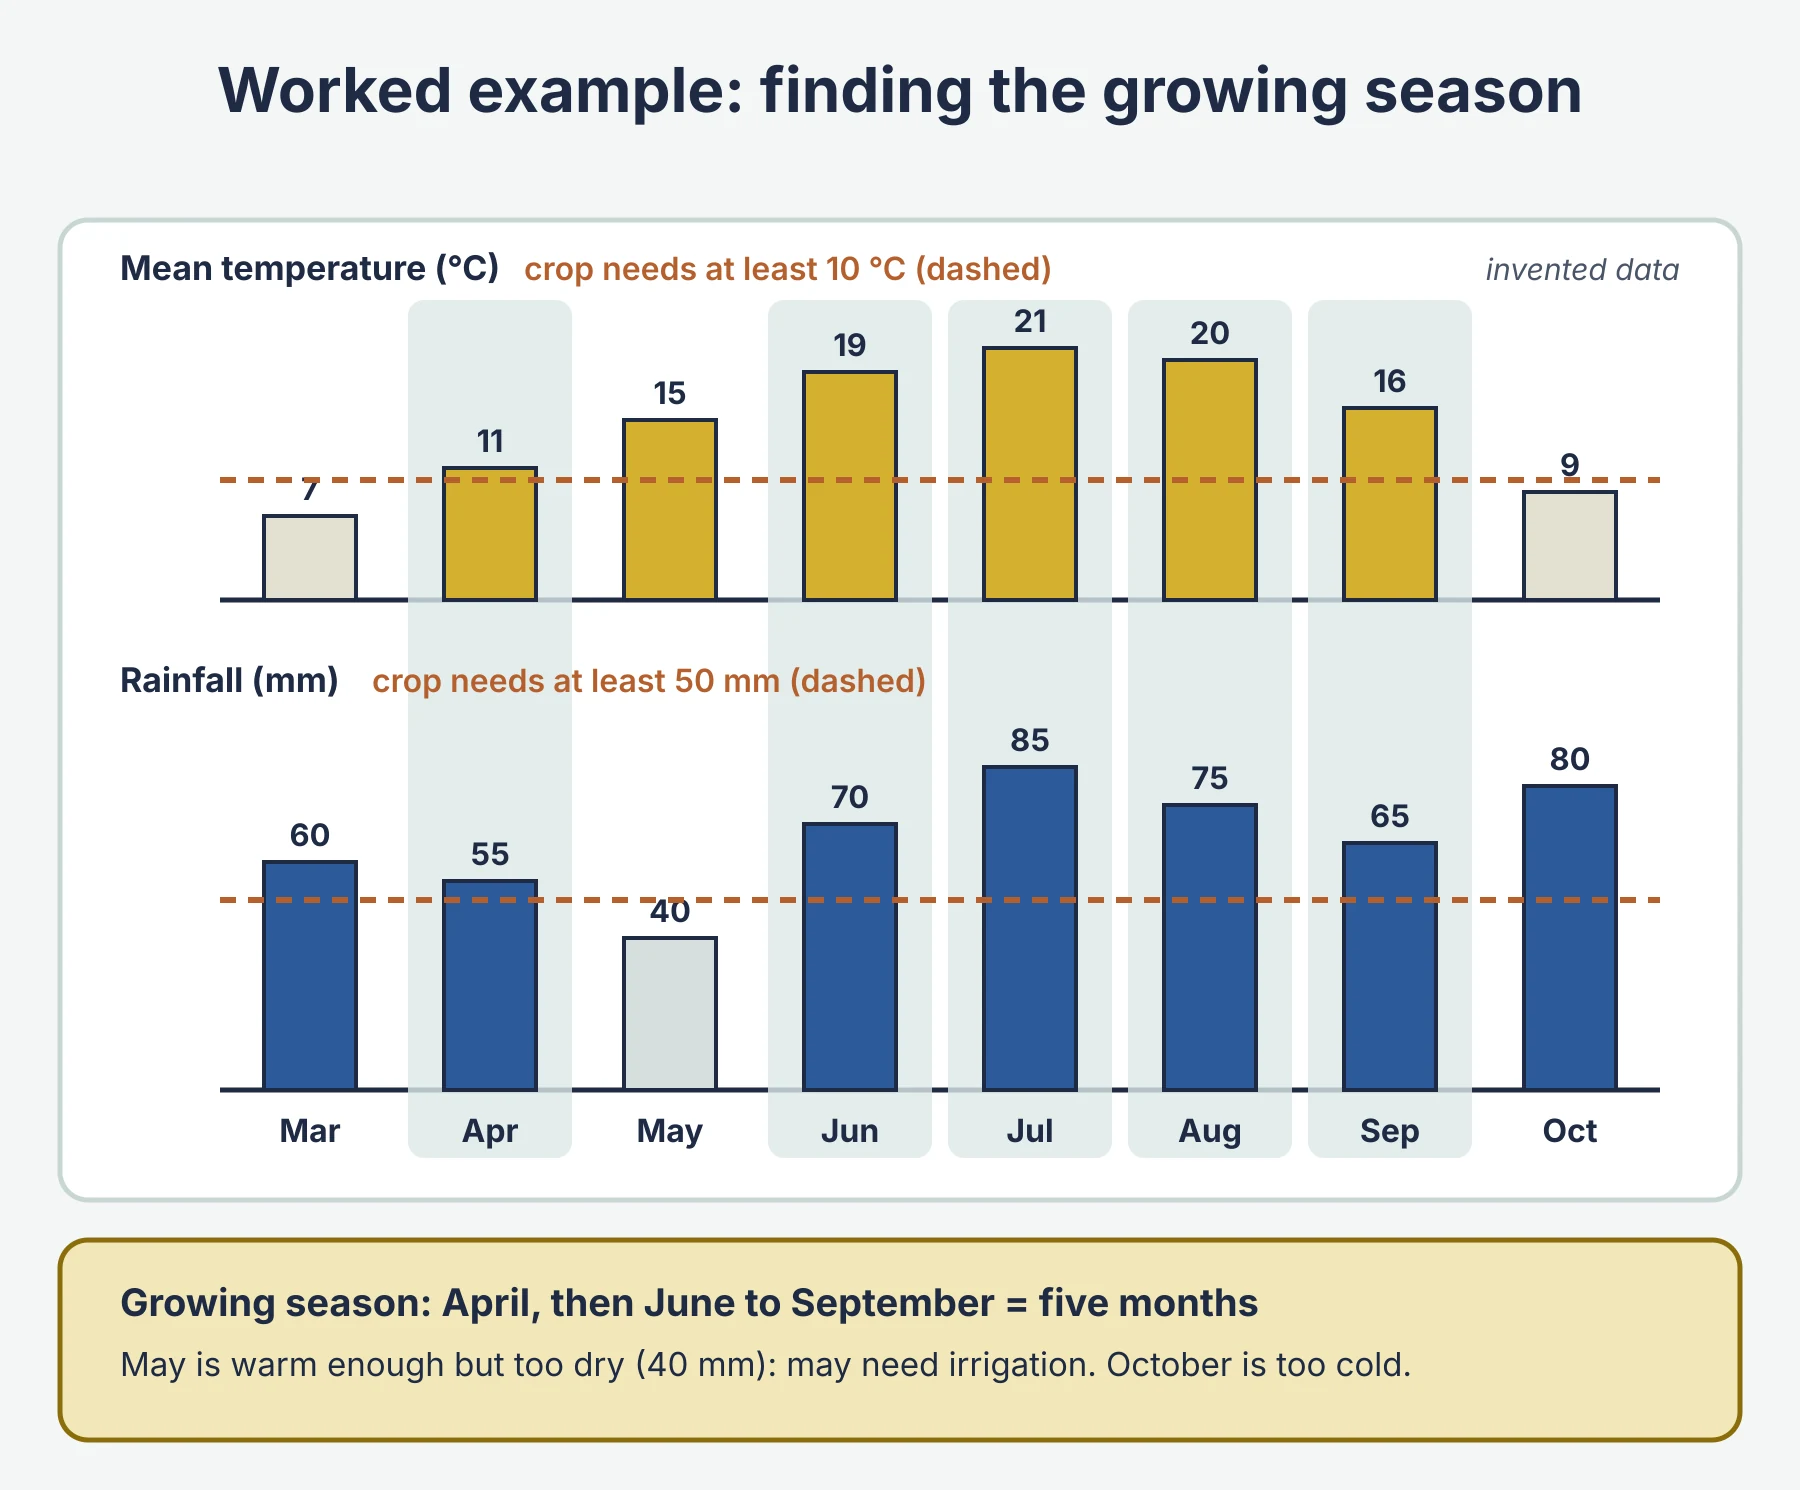 Worked example: finding the growing season
Mean temperature (°C) crop needs at least 10 °C (dashed) invented data
7 11 15 19 21 20 16 9
Rainfall (mm) crop needs at least 50 mm (dashed)
60 55 40 70 85 75 65 80
Mar Apr May Jun Jul Aug Sep Oct
Growing season: April, then June to September = five months
May is warm enough but too dry (40 mm): may need irrigation. October is too cold.